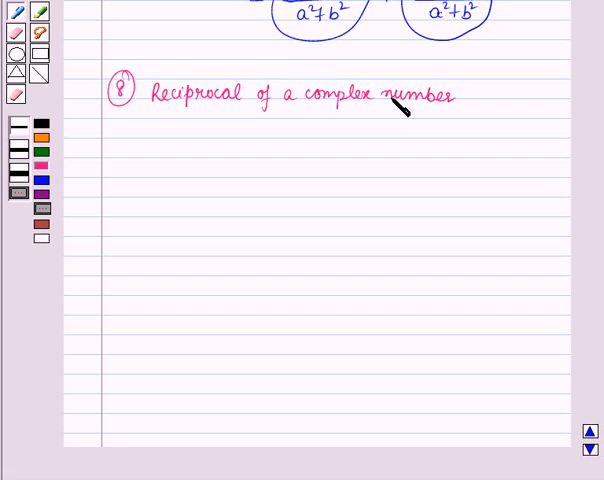 a²+b² a²+b²
8 Reciprocal of a complex number